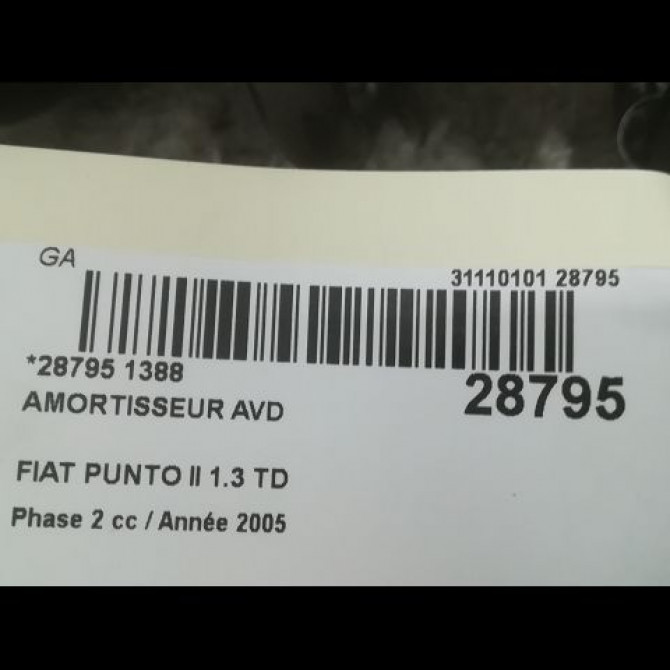 GA
31110101 28795
*28795 1388
28795
AMORTISSEUR AVD
FIAT PUNTO II 1.3 TD
Phase 2 cc / Année 2005